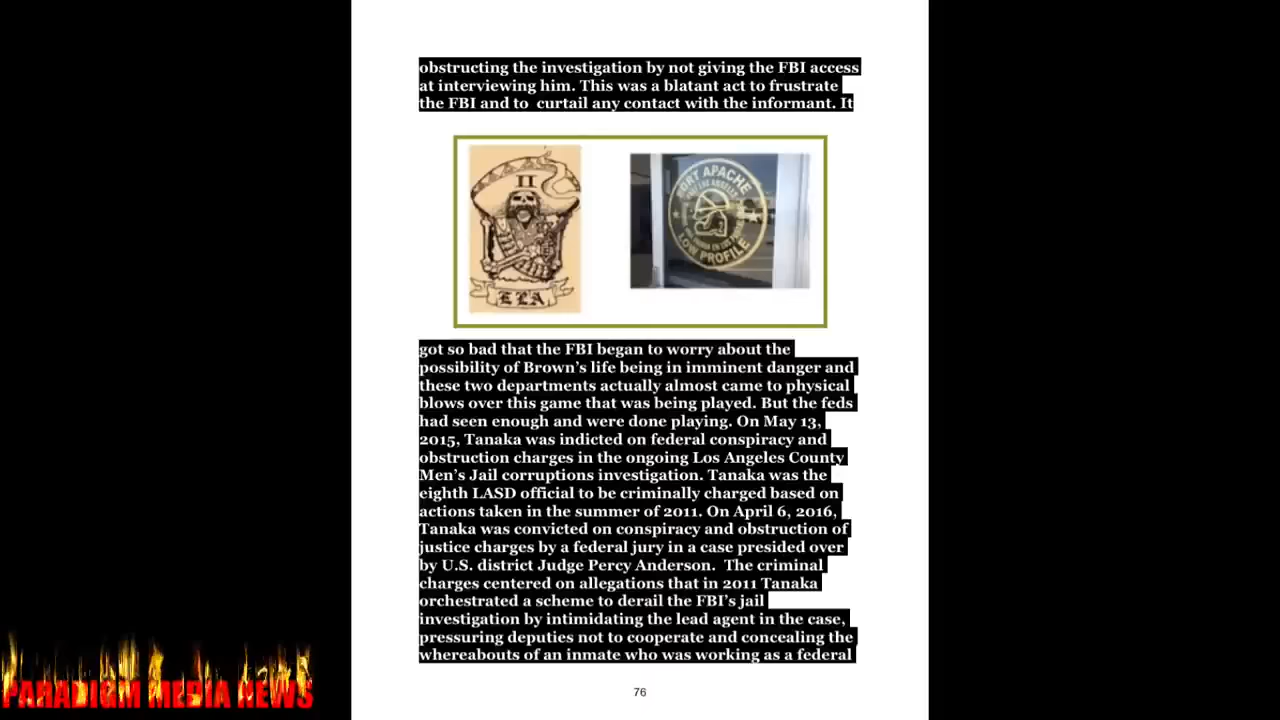 obstructing the investigation by not giving the FBI access
at interviewing him. This was a blatant act to frustrate
the FBI and to  curtail any contact with the informant. It
II
ELA
FORT APACHE
LOW PROFILE
got so bad that the FBI began to worry about the
possibility of Brown’s life being in imminent danger and
these two departments actually almost came to physical
blows over this game that was being played. But the feds
had seen enough and were done playing. On May 13,
2015, Tanaka was indicted on federal conspiracy and
obstruction charges in the ongoing Los Angeles County
Men’s Jail corruptions investigation. Tanaka was the
eighth LASD official to be criminally charged based on
actions taken in the summer of 2011. On April 6, 2016,
Tanaka was convicted on conspiracy and obstruction of
justice charges by a federal jury in a case presided over
by U.S. district Judge Percy Anderson.  The criminal
charges centered on allegations that in 2011 Tanaka
orchestrated a scheme to derail the FBI’s jail
investigation by intimidating the lead agent in the case,
pressuring deputies not to cooperate and concealing the
whereabouts of an inmate who was working as a federal
76
PARADIGM MEDIA NEWS